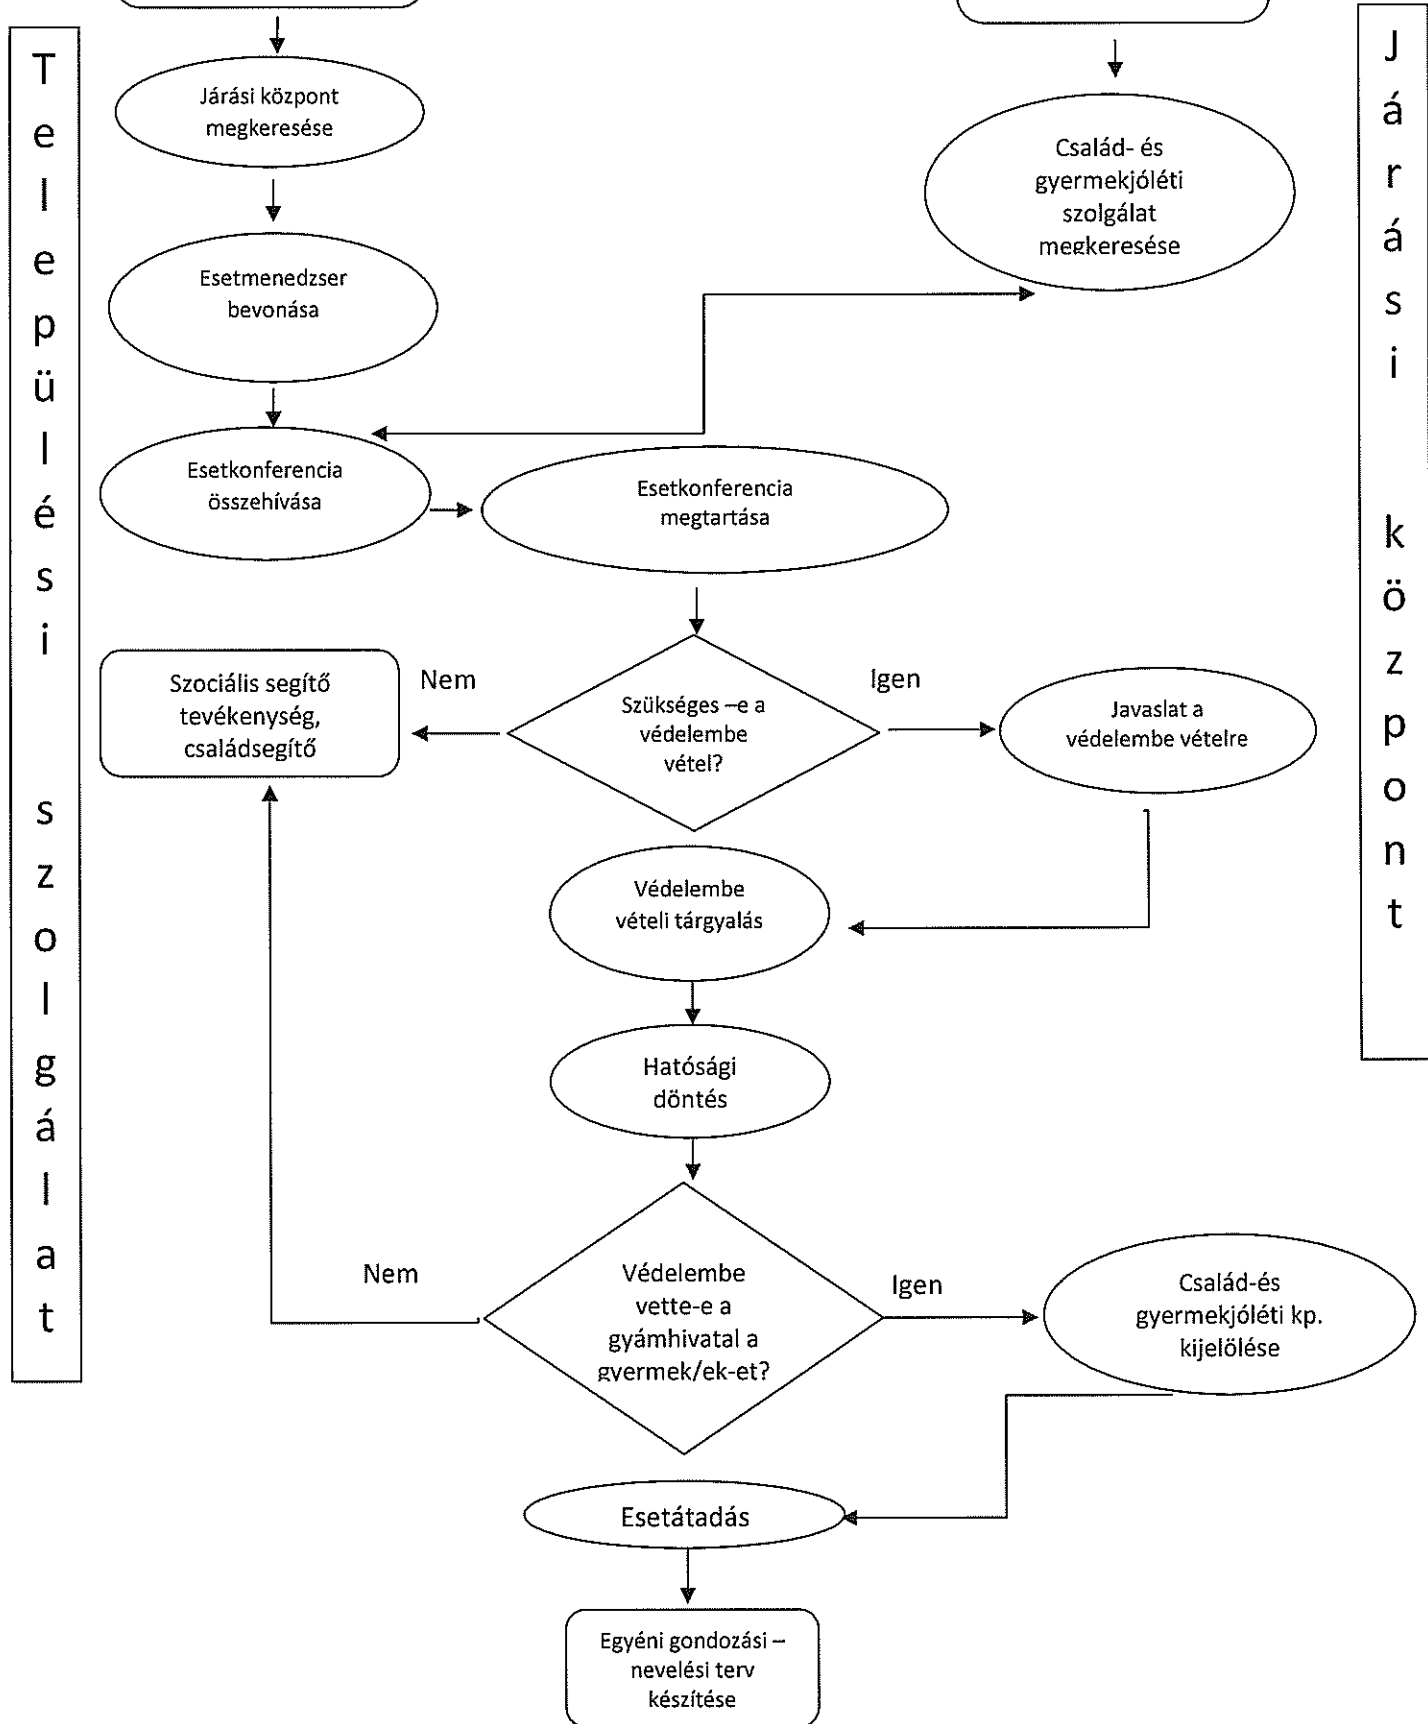 Települési szolgálat
Járási központ
Járási központ
megkeresése
Család- és
gyermekjóléti
szolgálat
megkeresése
Esetmenedzser
bevonása
Esetkonferencia
összehívása
Esetkonferencia
megtartása
Szükséges –e a
védelembe
vétel?
Nem
Igen
Szociális segítő
tevékenység,
családsegítő
Javaslat a
védelembe vételre
Védelembe
vételi tárgyalás
Hatósági
döntés
Védelembe
vette-e a
gyámhivatal a
gyermek/ek-et?
Nem
Igen
Család-és
gyermekjóléti kp.
kijelölése
Esetátadás
Egyéni gondozási –
nevelési terv
készítése